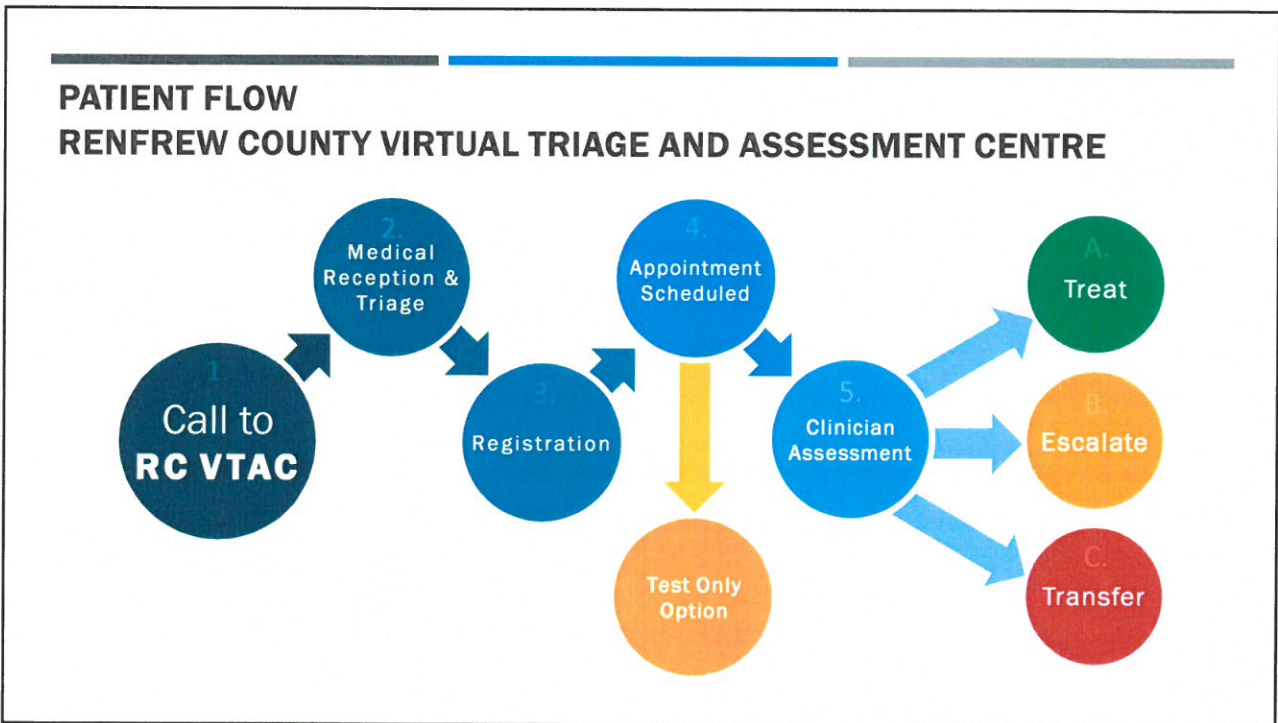 PATIENT FLOW
RENFREW COUNTY VIRTUAL TRIAGE AND ASSESSMENT CENTRE
1.
Call to
RC VTAC
2.
Medical
Reception &
Triage
3.
Registration
4.
Appointment
Scheduled
Test Only
Option
5.
Clinician
Assessment
A.
Treat
B.
Escalate
C.
Transfer